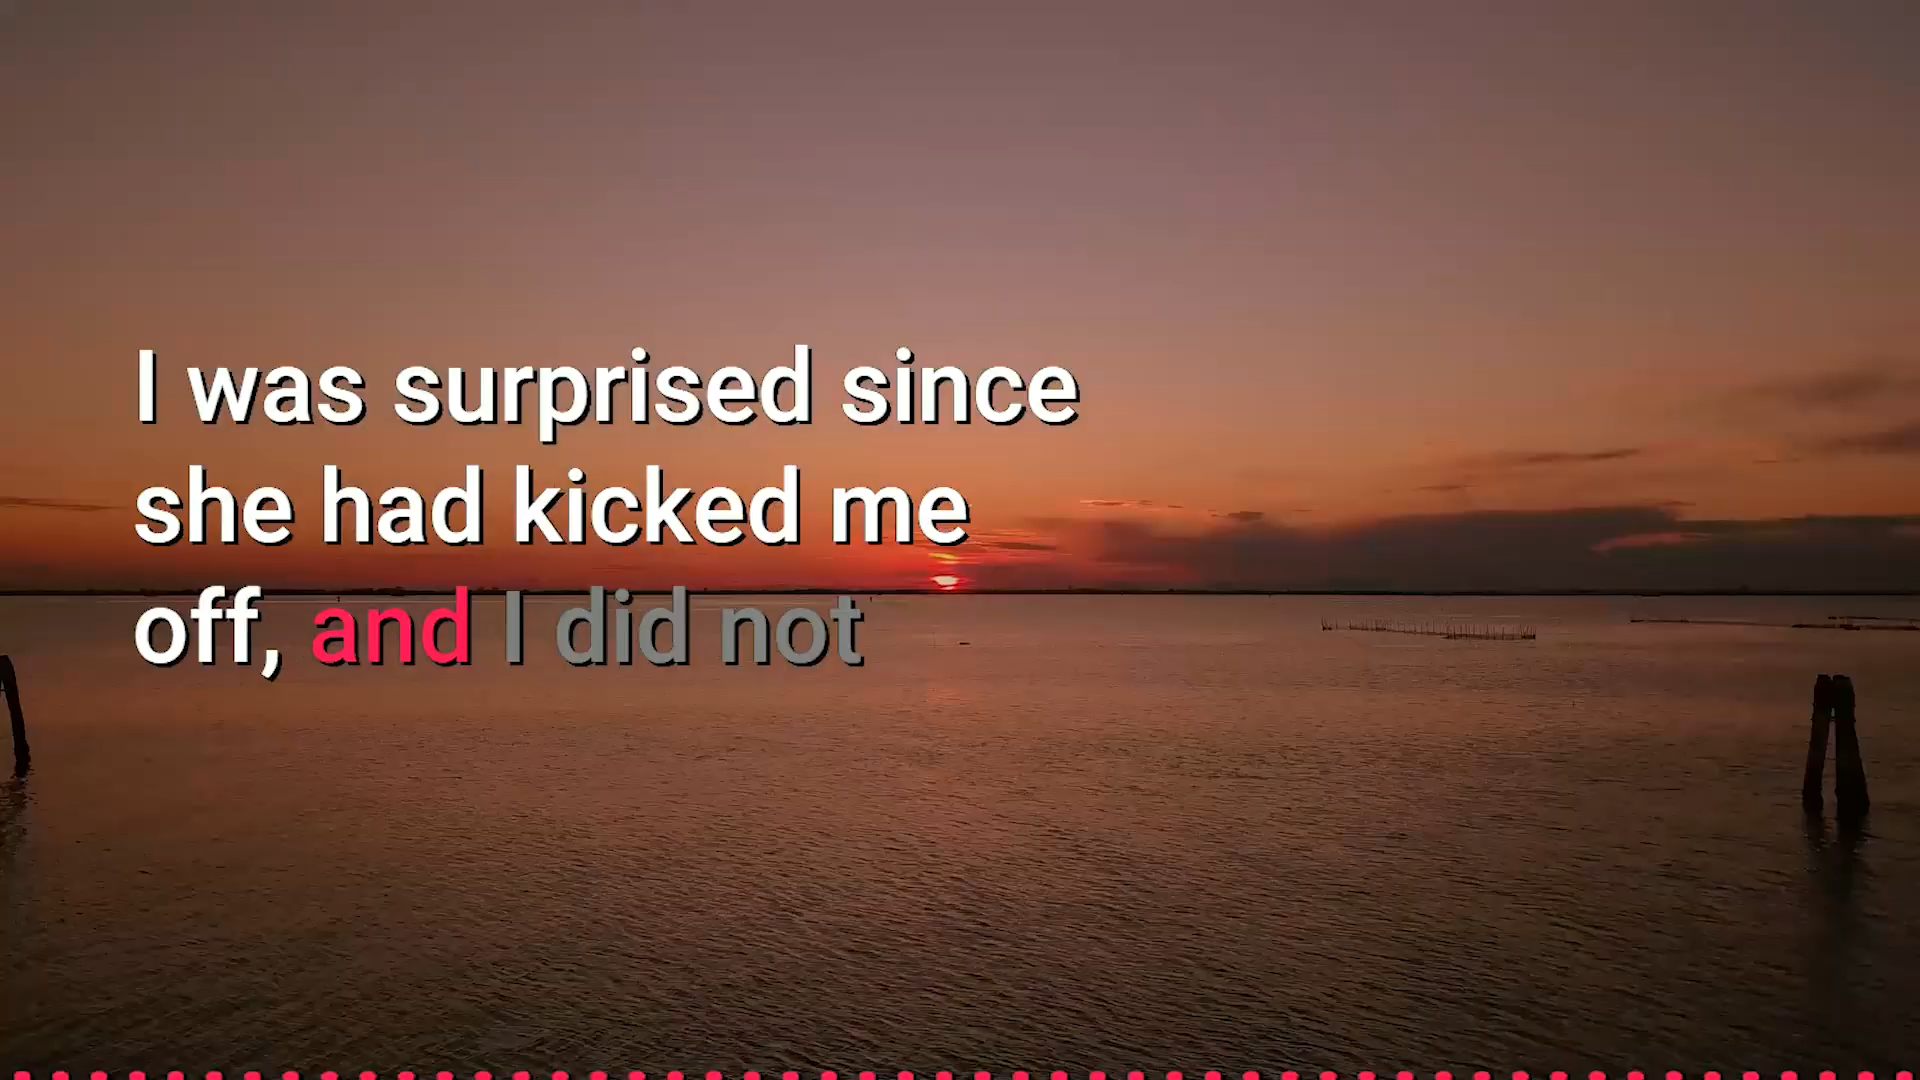 I was surprised since
she had kicked me
off, and I did not